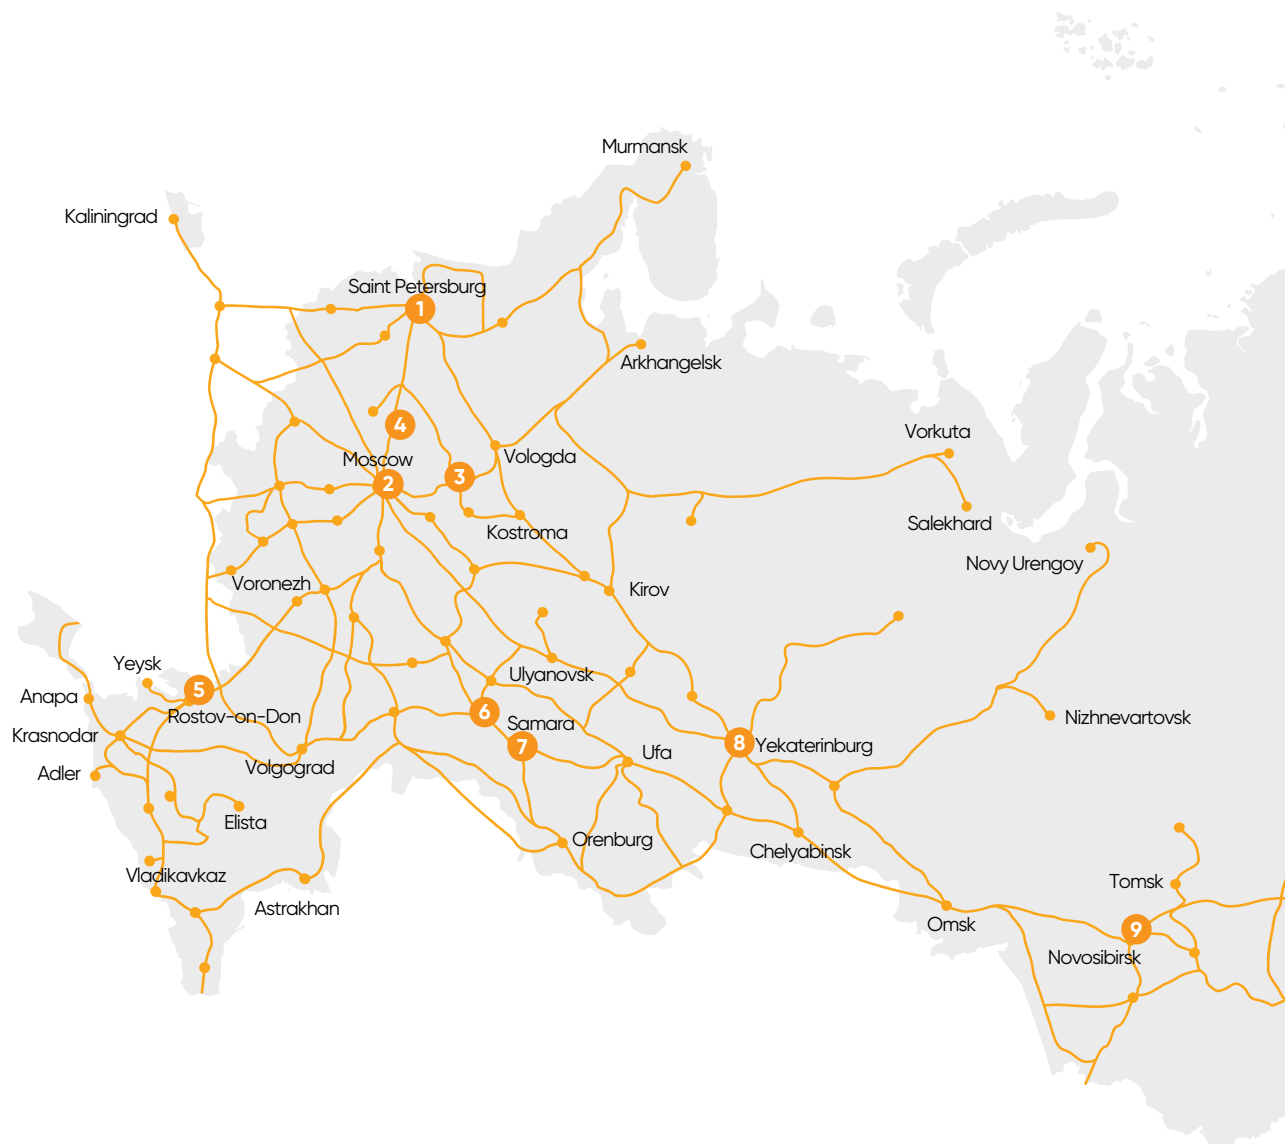 Murmansk
Kaliningrad
Saint Petersburg
1
Arkhangelsk
4
Vorkuta
Moscow
Vologda
3
2
Salekhard
Kostroma
Novy Urengoy
Voronezh
Kirov
Yeysk
Ulyanovsk
5
Anapa
6
Rostov-on-Don
Nizhnevartovsk
Samara
Krasnodar
7
8
Yekaterinburg
Ufa
Volgograd
Adler
Elista
Orenburg
Chelyabinsk
Vladikavkaz
Tomsk
Astrakhan
Omsk
9
Novosibirsk